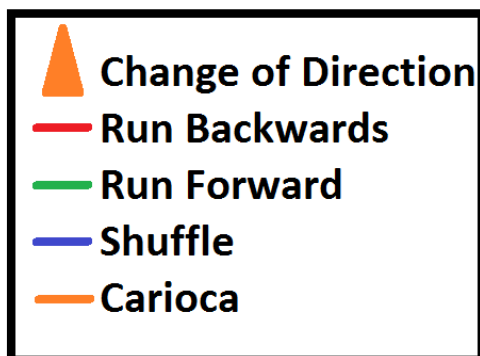 Change of Direction
Run Backwards
Run Forward
Shuffle
Carioca